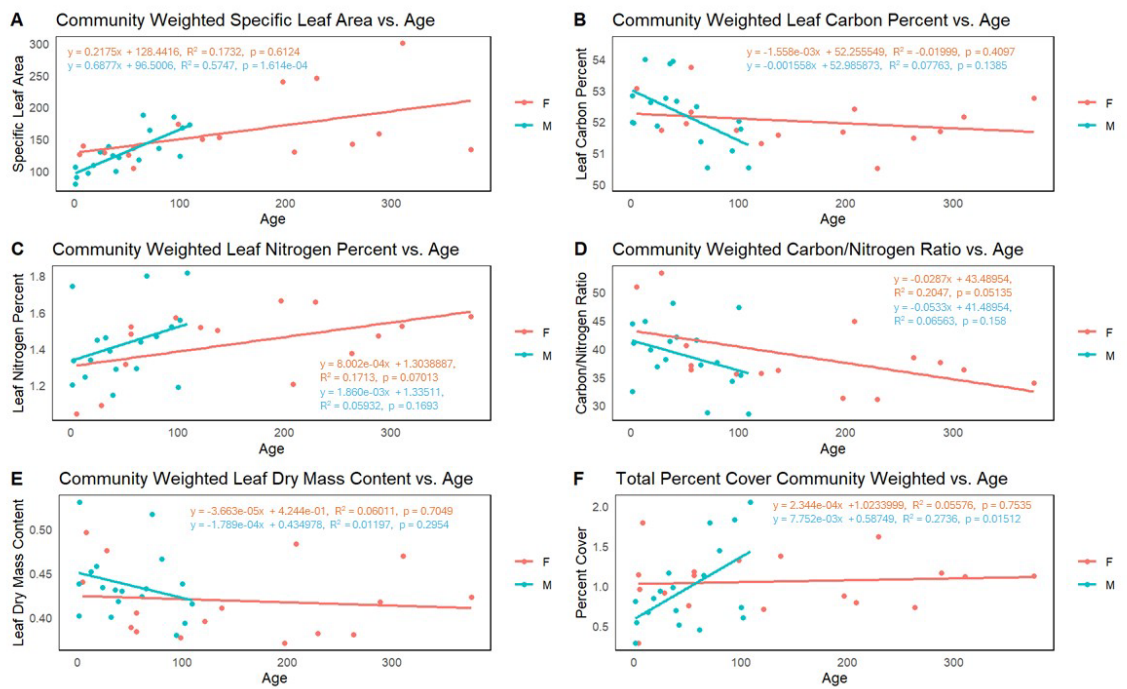 A Community Weighted Specific Leaf Area vs. Age
y = 0.2175x + 128.4416, R² = 0.1732, p = 0.6124
y = 0.6877x + 96.5006, R² = 0.5747, p = 1.614e-04
Specific Leaf Area
300
250
200
150
100
0 100 200 300
Age
F
M
B Community Weighted Leaf Carbon Percent vs. Age
y = -1.558e-03x + 52.255549, R² = -0.01999, p = 0.4097
y = -0.001558x + 52.985873, R² = 0.07763, p = 0.1385
Leaf Carbon Percent
54
53
52
51
50
0 100 200 300
Age
F
M
C Community Weighted Leaf Nitrogen Percent vs. Age
Leaf Nitrogen Percent
1.8
1.6
1.4
1.2
y = 8.002e-04x + 1.3038887,
R² = 0.1713, p = 0.07013
y = 1.860e-03x + 1.33511,
R² = 0.05932, p = 0.1693
0 100 200 300
Age
F
M
D Community Weighted Carbon/Nitrogen Ratio vs. Age
y = -0.0287x + 43.48954,
R² = 0.2047, p = 0.05135
y = -0.0533x + 41.48954,
R² = 0.06563, p = 0.158
Carbon/Nitrogen Ratio
50
45
40
35
30
0 100 200 300
Age
F
M
E Community Weighted Leaf Dry Mass Content vs. Age
y = -3.663e-05x + 4.244e-01, R² = 0.06011, p = 0.7049
y = -1.789e-04x + 0.434978, R² = 0.01197, p = 0.2954
Leaf Dry Mass Content
0.50
0.45
0.40
0 100 200 300
Age
F
M
F Total Percent Cover Community Weighted vs. Age
y = 2.344e-04x +1.0233999, R² = 0.05576, p = 0.7535
y = 7.752e-03x + 0.58749, R² = 0.2736, p = 0.01512
Percent Cover
2.0
1.5
1.0
0.5
0 100 200 300
Age
F
M